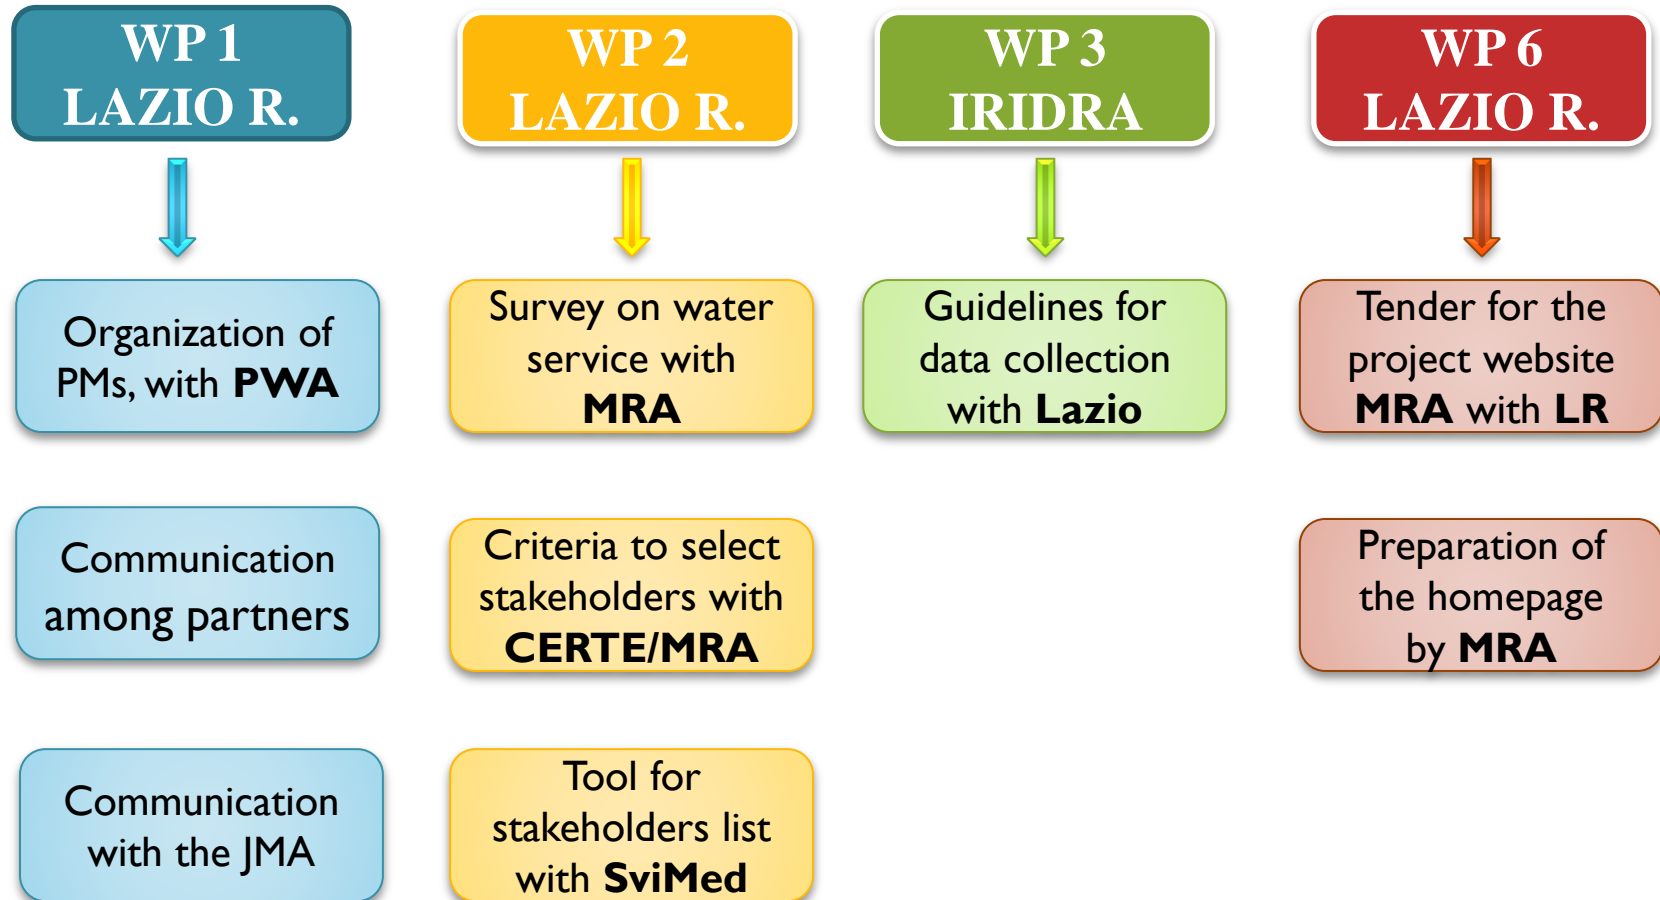 WP 1
LAZIO R.
WP 2
LAZIO R.
WP 3
IRIDRA
WP 6
LAZIO R.
Organization of
PMs, with PWA
Survey on water
service with
MRA
Guidelines for
data collection
with Lazio
Tender for the
project website
MRA with LR
Communication
among partners
Criteria to select
stakeholders with
CERTE/MRA
Preparation of
the homepage
by MRA
Communication
with the JMA
Tool for
stakeholders list
with SviMed